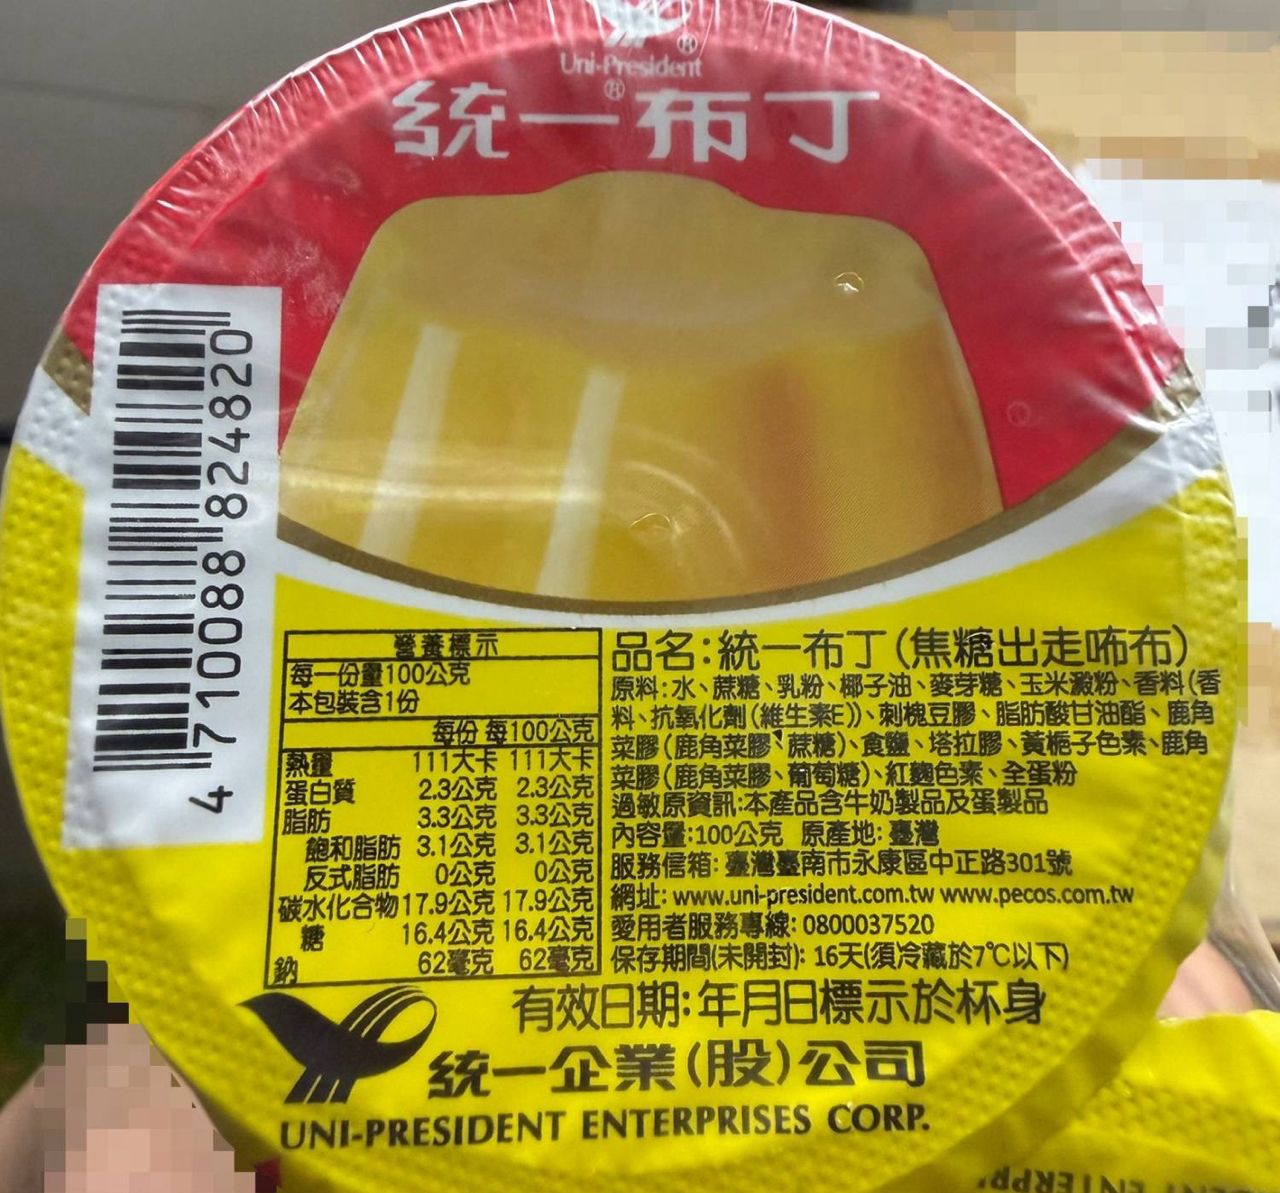 Uni-President
統一布丁
4 710088 824820
營養標示
每一份量100公克
本包裝含1份
每份 每100公克
熱量 111大卡 111大卡
蛋白質 2.3公克 2.3公克
脂肪 3.3公克 3.3公克
飽和脂肪 3.1公克 3.1公克
反式脂肪 0公克 0公克
碳水化合物 17.9公克 17.9公克
糖 16.4公克 16.4公克
鈉 62毫克 62毫克
品名:統一布丁(焦糖出走咘布)
原料:水、蔗糖、乳粉、椰子油、麥芽糖、玉米澱粉、香料(香
料、抗氧化劑(維生素E))、刺槐豆膠、脂肪酸甘油酯、鹿角
菜膠(鹿角菜膠、蔗糖)、食鹽、塔拉膠、黃梔子色素、鹿角
菜膠(鹿角菜膠、葡萄糖)、紅麴色素、全蛋粉
過敏原資訊:本產品含牛奶製品及蛋製品
內容量:100公克 原產地:臺灣
服務信箱:臺灣臺南市永康區中正路301號
網址:www.uni-president.com.tw www.pecos.com.tw
愛用者服務專線:0800037520
保存期間(未開封):16天(須冷藏於7℃以下)
有效日期:年月日標示於杯身
統一企業(股)公司
UNI-PRESIDENT ENTERPRISES CORP.